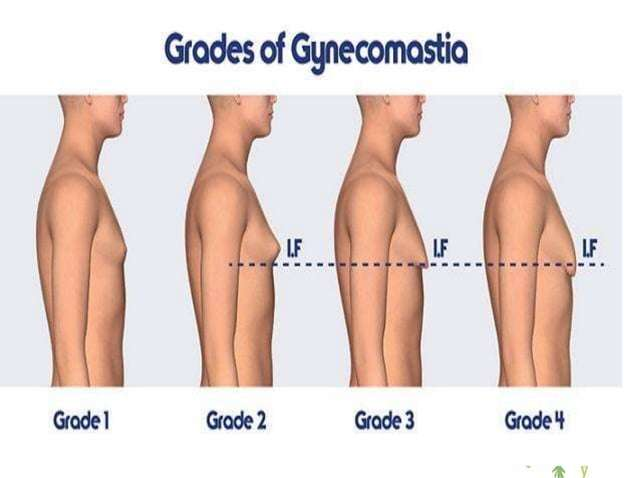 Grades of Gynecomastia
I.F
I.F
I.F
Grade 1
Grade 2
Grade 3
Grade 4